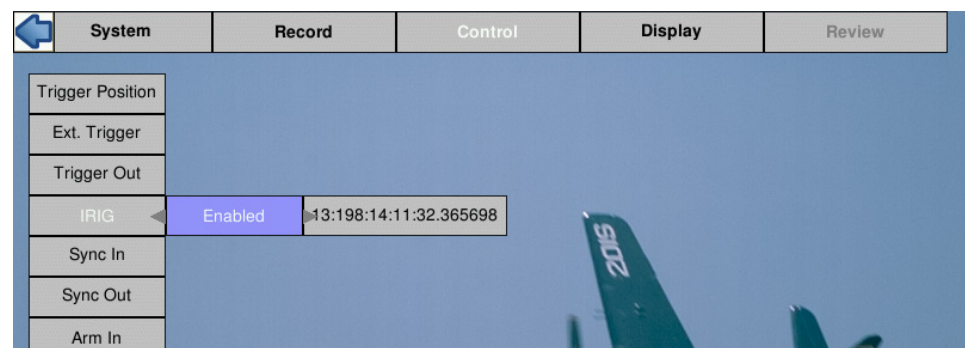 System Record Control Display Review
Trigger Position
Ext. Trigger
Trigger Out
IRIG Enabled 13:198:14:11:32.365698
Sync In
Sync Out
Arm In
201S